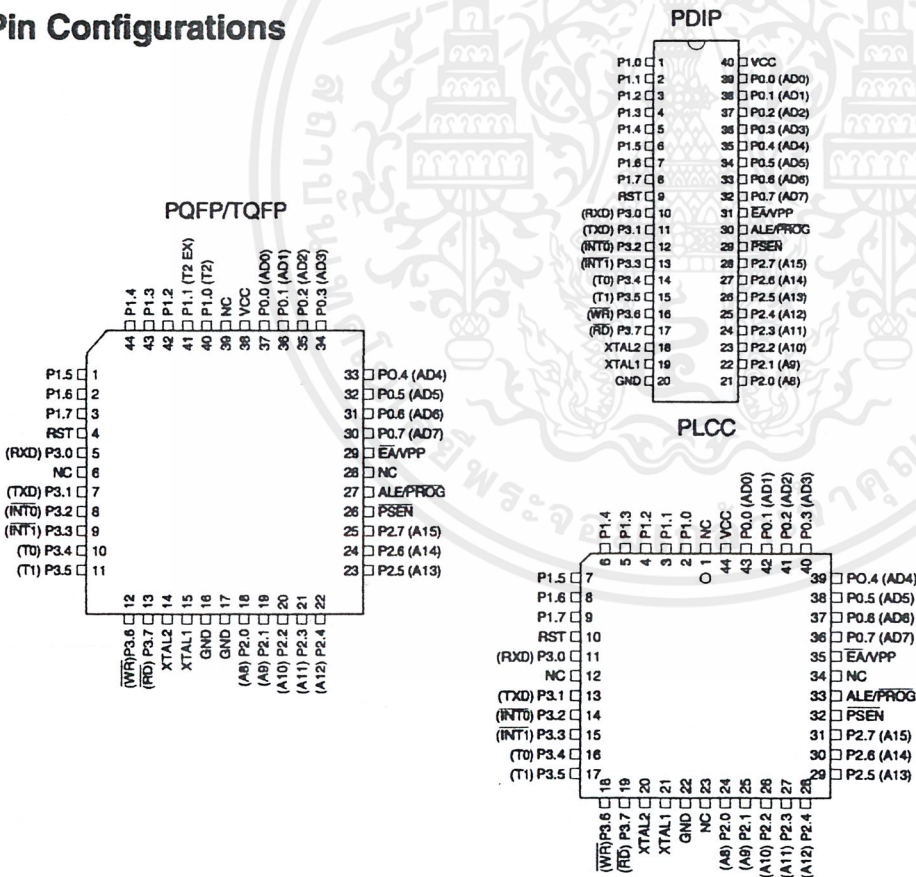 Pin Configurations
PDIP
P1.0 1 40 VCC
P1.1 2 39 P0.0 (AD0)
P1.2 3 38 P0.1 (AD1)
P1.3 4 37 P0.2 (AD2)
P1.4 5 36 P0.3 (AD3)
P1.5 6 35 P0.4 (AD4)
P1.6 7 34 P0.5 (AD5)
P1.7 8 33 P0.6 (AD6)
RST 9 32 P0.7 (AD7)
(RXD) P3.0 10 31 EA/VPP
(TXD) P3.1 11 30 ALE/PROG
(INT0) P3.2 12 29 PSEN
(INT1) P3.3 13 28 P2.7 (A15)
(T0) P3.4 14 27 P2.6 (A14)
(T1) P3.5 15 26 P2.5 (A13)
(WR) P3.6 16 25 P2.4 (A12)
(RD) P3.7 17 24 P2.3 (A11)
XTAL2 18 23 P2.2 (A10)
XTAL1 19 22 P2.1 (A9)
GND 20 21 P2.0 (A8)
PQFP/TQFP
P1.4 P1.3 P1.2 P1.1 (T2 EX) P1.0 (T2) NC VCC P0.0 (AD0) P0.1 (AD1) P0.2 (AD2) P0.3 (AD3)
44 43 42 41 40 39 38 37 36 35 34
P1.5 1 33 P0.4 (AD4)
P1.6 2 32 P0.5 (AD5)
P1.7 3 31 P0.6 (AD6)
RST 4 30 P0.7 (AD7)
(RXD) P3.0 5 29 EA/VPP
NC 6 28 NC
(TXD) P3.1 7 27 ALE/PROG
(INT0) P3.2 8 26 PSEN
(INT1) P3.3 9 25 P2.7 (A15)
(T0) P3.4 10 24 P2.6 (A14)
(T1) P3.5 11 23 P2.5 (A13)
12 13 14 15 16 17 18 19 20 21 22
(WR)P3.6 (RD) P3.7 XTAL2 XTAL1 GND GND (A8) P2.0 (A9) P2.1 (A10) P2.2 (A11) P2.3 (A12) P2.4
PLCC
P1.4 P1.3 P1.2 P1.1 P1.0 NC VCC P0.0 (AD0) P0.1 (AD1) P0.2 (AD2) P0.3 (AD3)
6 5 4 3 2 1 44 43 42 41 40
P1.5 7 39 P0.4 (AD4)
P1.6 8 38 P0.5 (AD5)
P1.7 9 37 P0.6 (AD6)
RST 10 36 P0.7 (AD7)
(RXD) P3.0 11 35 EA/VPP
NC 12 34 NC
(TXD) P3.1 13 33 ALE/PROG
(INT0) P3.2 14 32 PSEN
(INT1) P3.3 15 31 P2.7 (A15)
(T0) P3.4 16 30 P2.6 (A14)
(T1) P3.5 17 29 P2.5 (A13)
18 19 20 21 22 23 24 25 26 27 28
(WR)P3.6 (RD) P3.7 XTAL2 XTAL1 GND NC (A8) P2.0 (A9) P2.1 (A10) P2.2 (A11) P2.3 (A12) P2.4